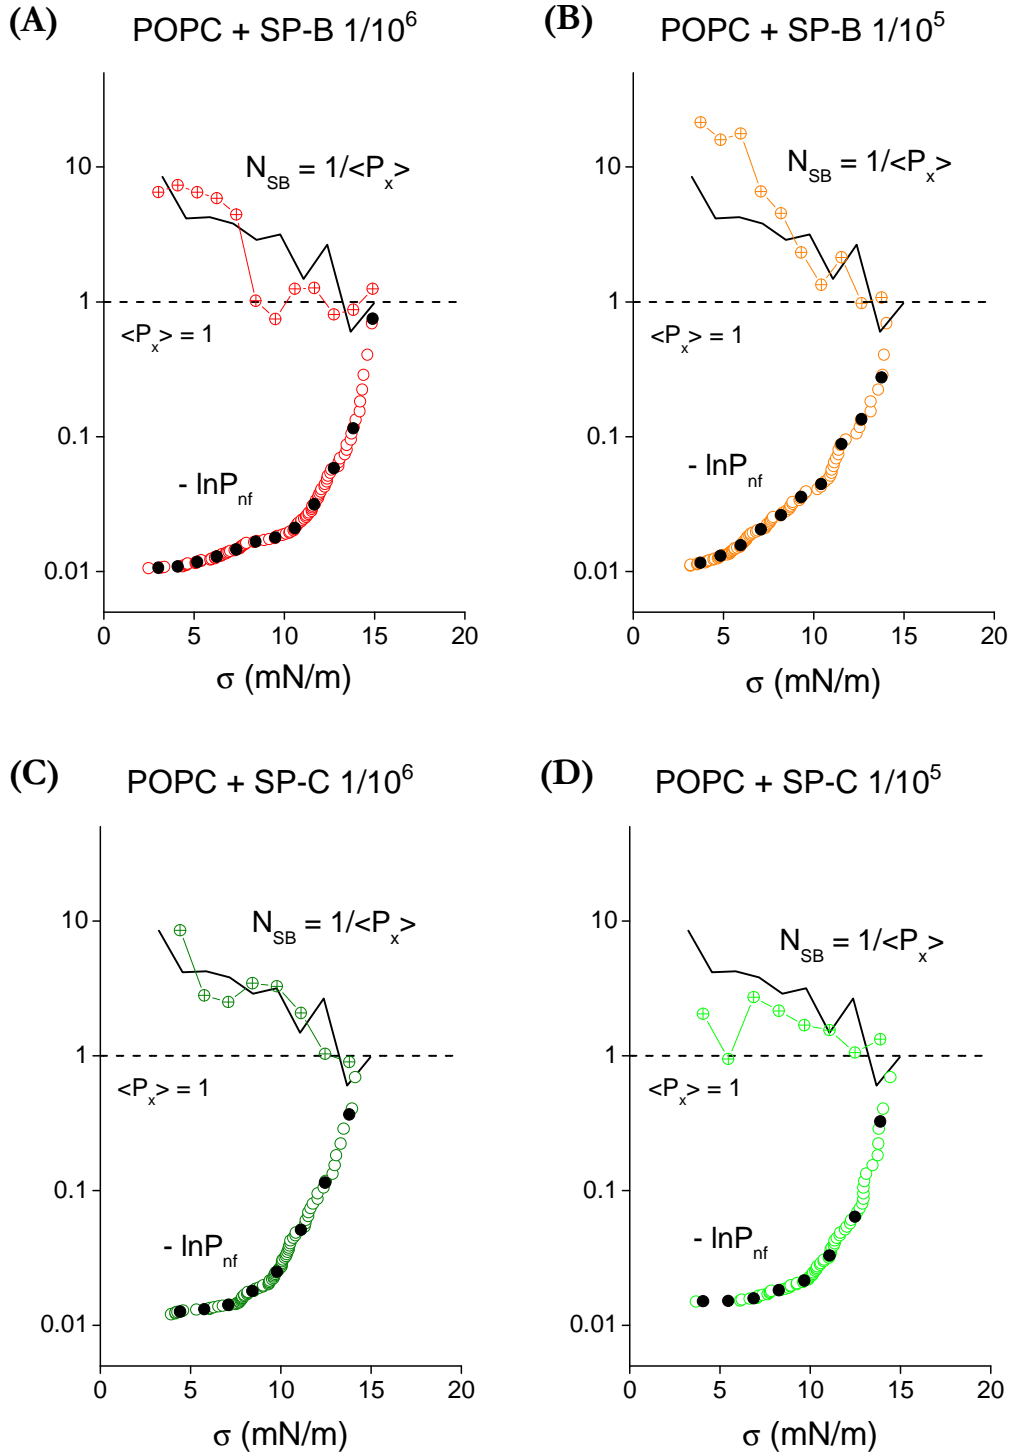 (A) POPC + SP-B 1/10⁶
10
1
0.1
0.01
N_SB = 1/<P_x>
<P_x> = 1
- lnP_nf
0 5 10 15 20
σ (mN/m)
(B) POPC + SP-B 1/10⁵
10
1
0.1
0.01
N_SB = 1/<P_x>
<P_x> = 1
- lnP_nf
0 5 10 15 20
σ (mN/m)
(C) POPC + SP-C 1/10⁶
10
1
0.1
0.01
N_SB = 1/<P_x>
<P_x> = 1
- lnP_nf
0 5 10 15 20
σ (mN/m)
(D) POPC + SP-C 1/10⁵
10
1
0.1
0.01
N_SB = 1/<P_x>
<P_x> = 1
- lnP_nf
0 5 10 15 20
σ (mN/m)